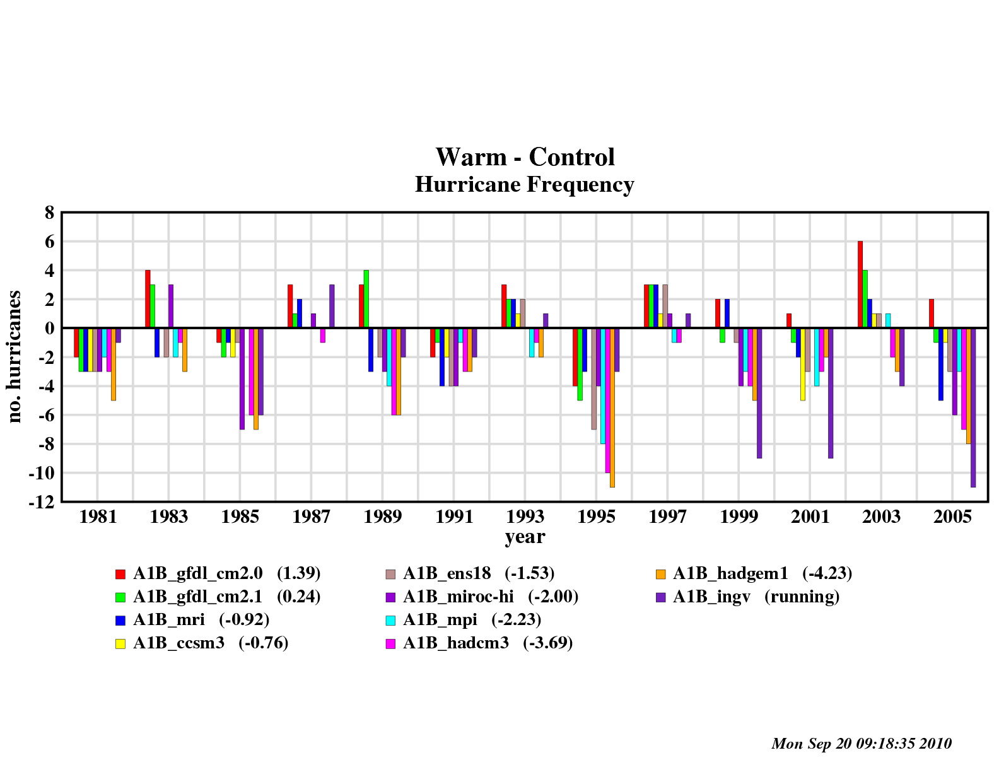 Warm - Control
Hurricane Frequency
8
6
4
2
0
-2
-4
-6
-8
-10
-12
no. hurricanes
1981 1983 1985 1987 1989 1991 1993 1995 1997 1999 2001 2003 2005
year
A1B_gfdl_cm2.0 (1.39) A1B_ens18 (-1.53) A1B_hadgem1 (-4.23)
A1B_gfdl_cm2.1 (0.24) A1B_miroc-hi (-2.00) A1B_ingv (running)
A1B_mri (-0.92) A1B_mpi (-2.23)
A1B_ccsm3 (-0.76) A1B_hadcm3 (-3.69)
Mon Sep 20 09:18:35 2010